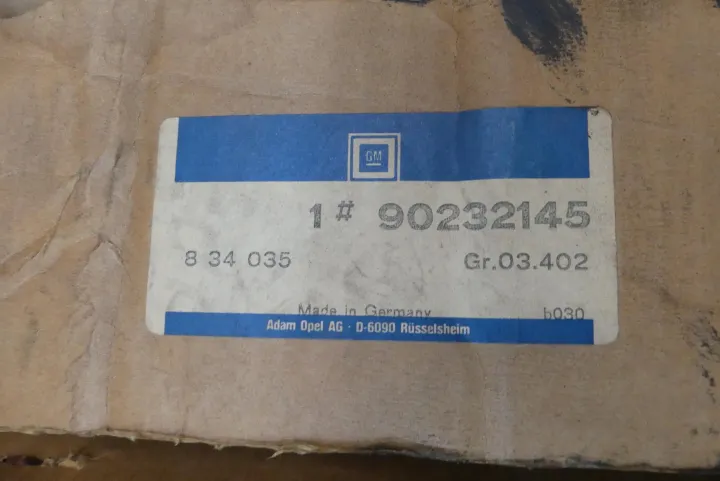 GM
1 # 90232145
8 34 035 Gr.03.402
Made in Germany b030
Adam Opel AG · D-6090 Rüsselsheim